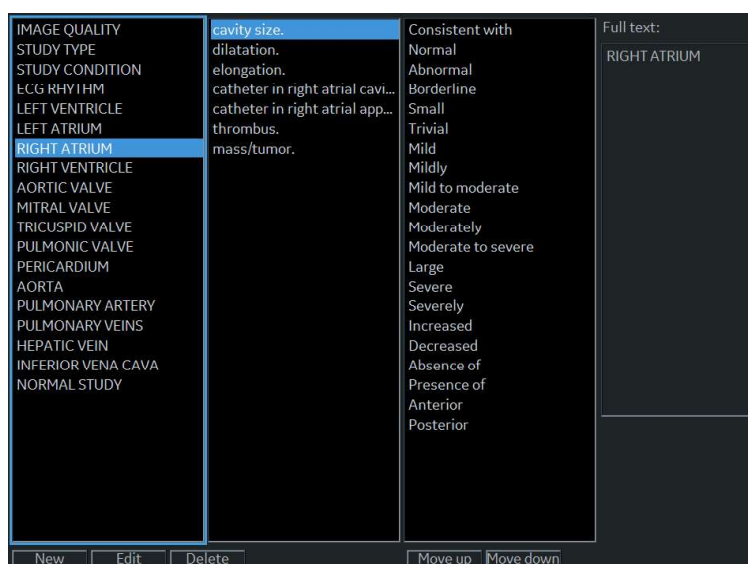 IMAGE QUALITY
STUDY TYPE
STUDY CONDITION
ECG RHYTHM
LEFT VENTRICLE
LEFT ATRIUM
RIGHT ATRIUM
RIGHT VENTRICLE
AORTIC VALVE
MITRAL VALVE
TRICUSPID VALVE
PULMONIC VALVE
PERICARDIUM
AORTA
PULMONARY ARTERY
PULMONARY VEINS
HEPATIC VEIN
INFERIOR VENA CAVA
NORMAL STUDY
cavity size.
dilatation.
elongation.
catheter in right atrial cavi...
catheter in right atrial app...
thrombus.
mass/tumor.
Consistent with
Normal
Abnormal
Borderline
Small
Trivial
Mild
Mildly
Mild to moderate
Moderate
Moderately
Moderate to severe
Large
Severe
Severely
Increased
Decreased
Absence of
Presence of
Anterior
Posterior
Full text:
RIGHT ATRIUM
New
Edit
Delete
Move up
Move down